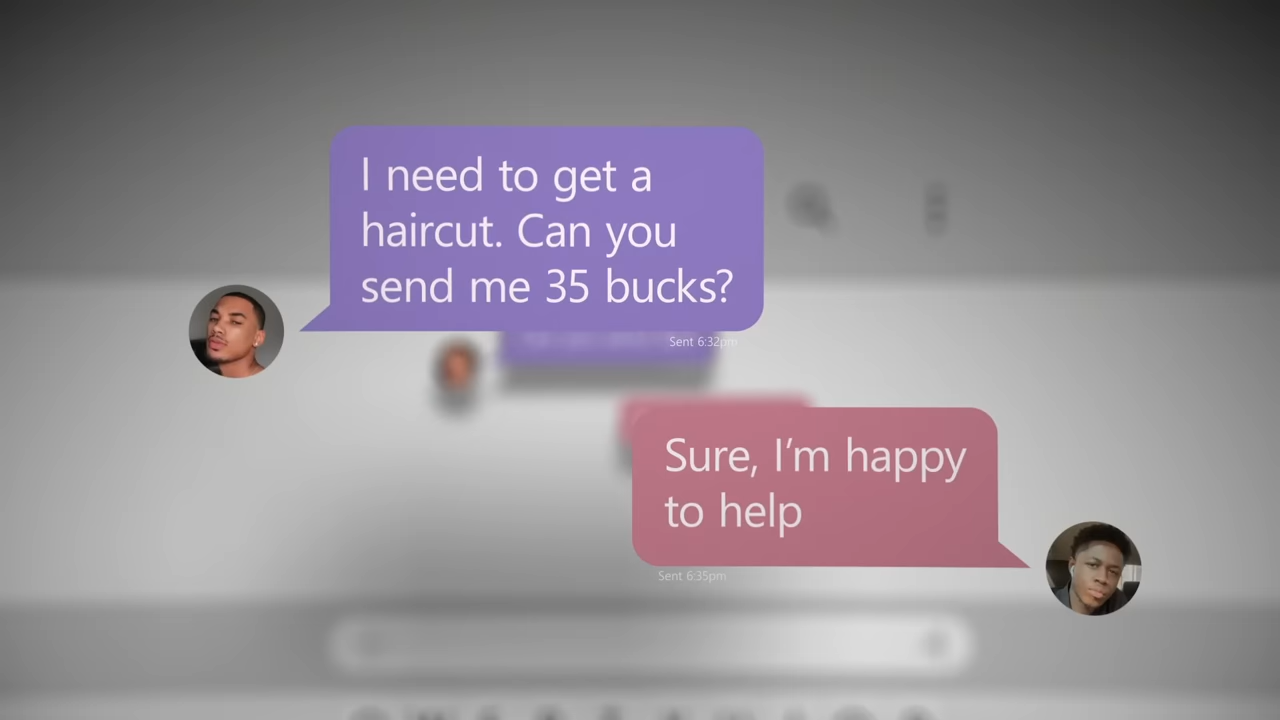 I need to get a
haircut. Can you
send me 35 bucks?
Sent 6:32pm
Sure, I’m happy
to help
Sent 6:35pm